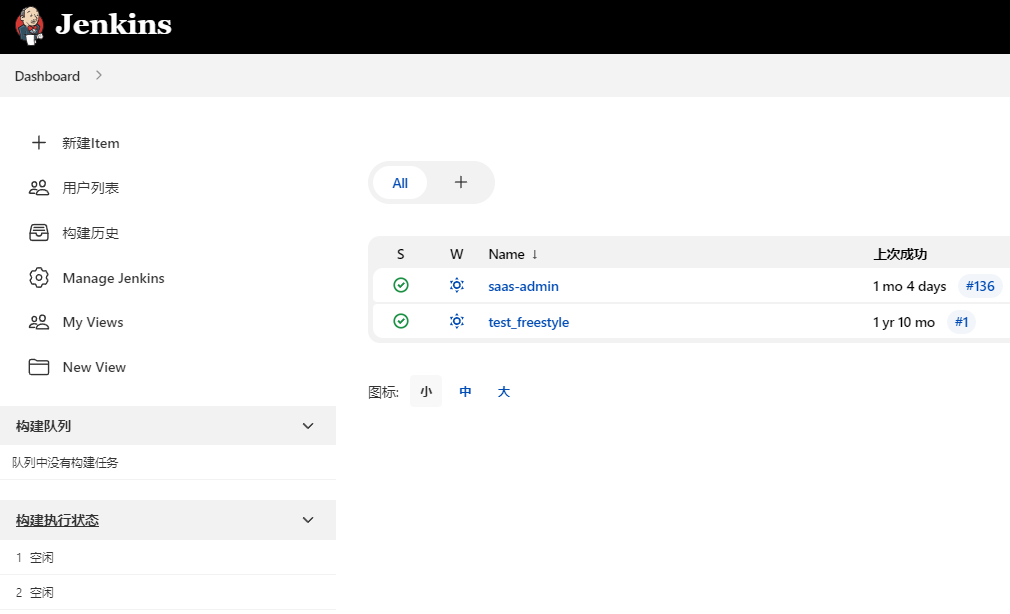 Jenkins
Dashboard
新建Item
用户列表
构建历史
Manage Jenkins
My Views
New View
构建队列
队列中没有构建任务
构建执行状态
1 空闲
2 空闲
All
S W Name ↓ 上次成功
saas-admin 1 mo 4 days #136
test_freestyle 1 yr 10 mo #1
图标: 小 中 大